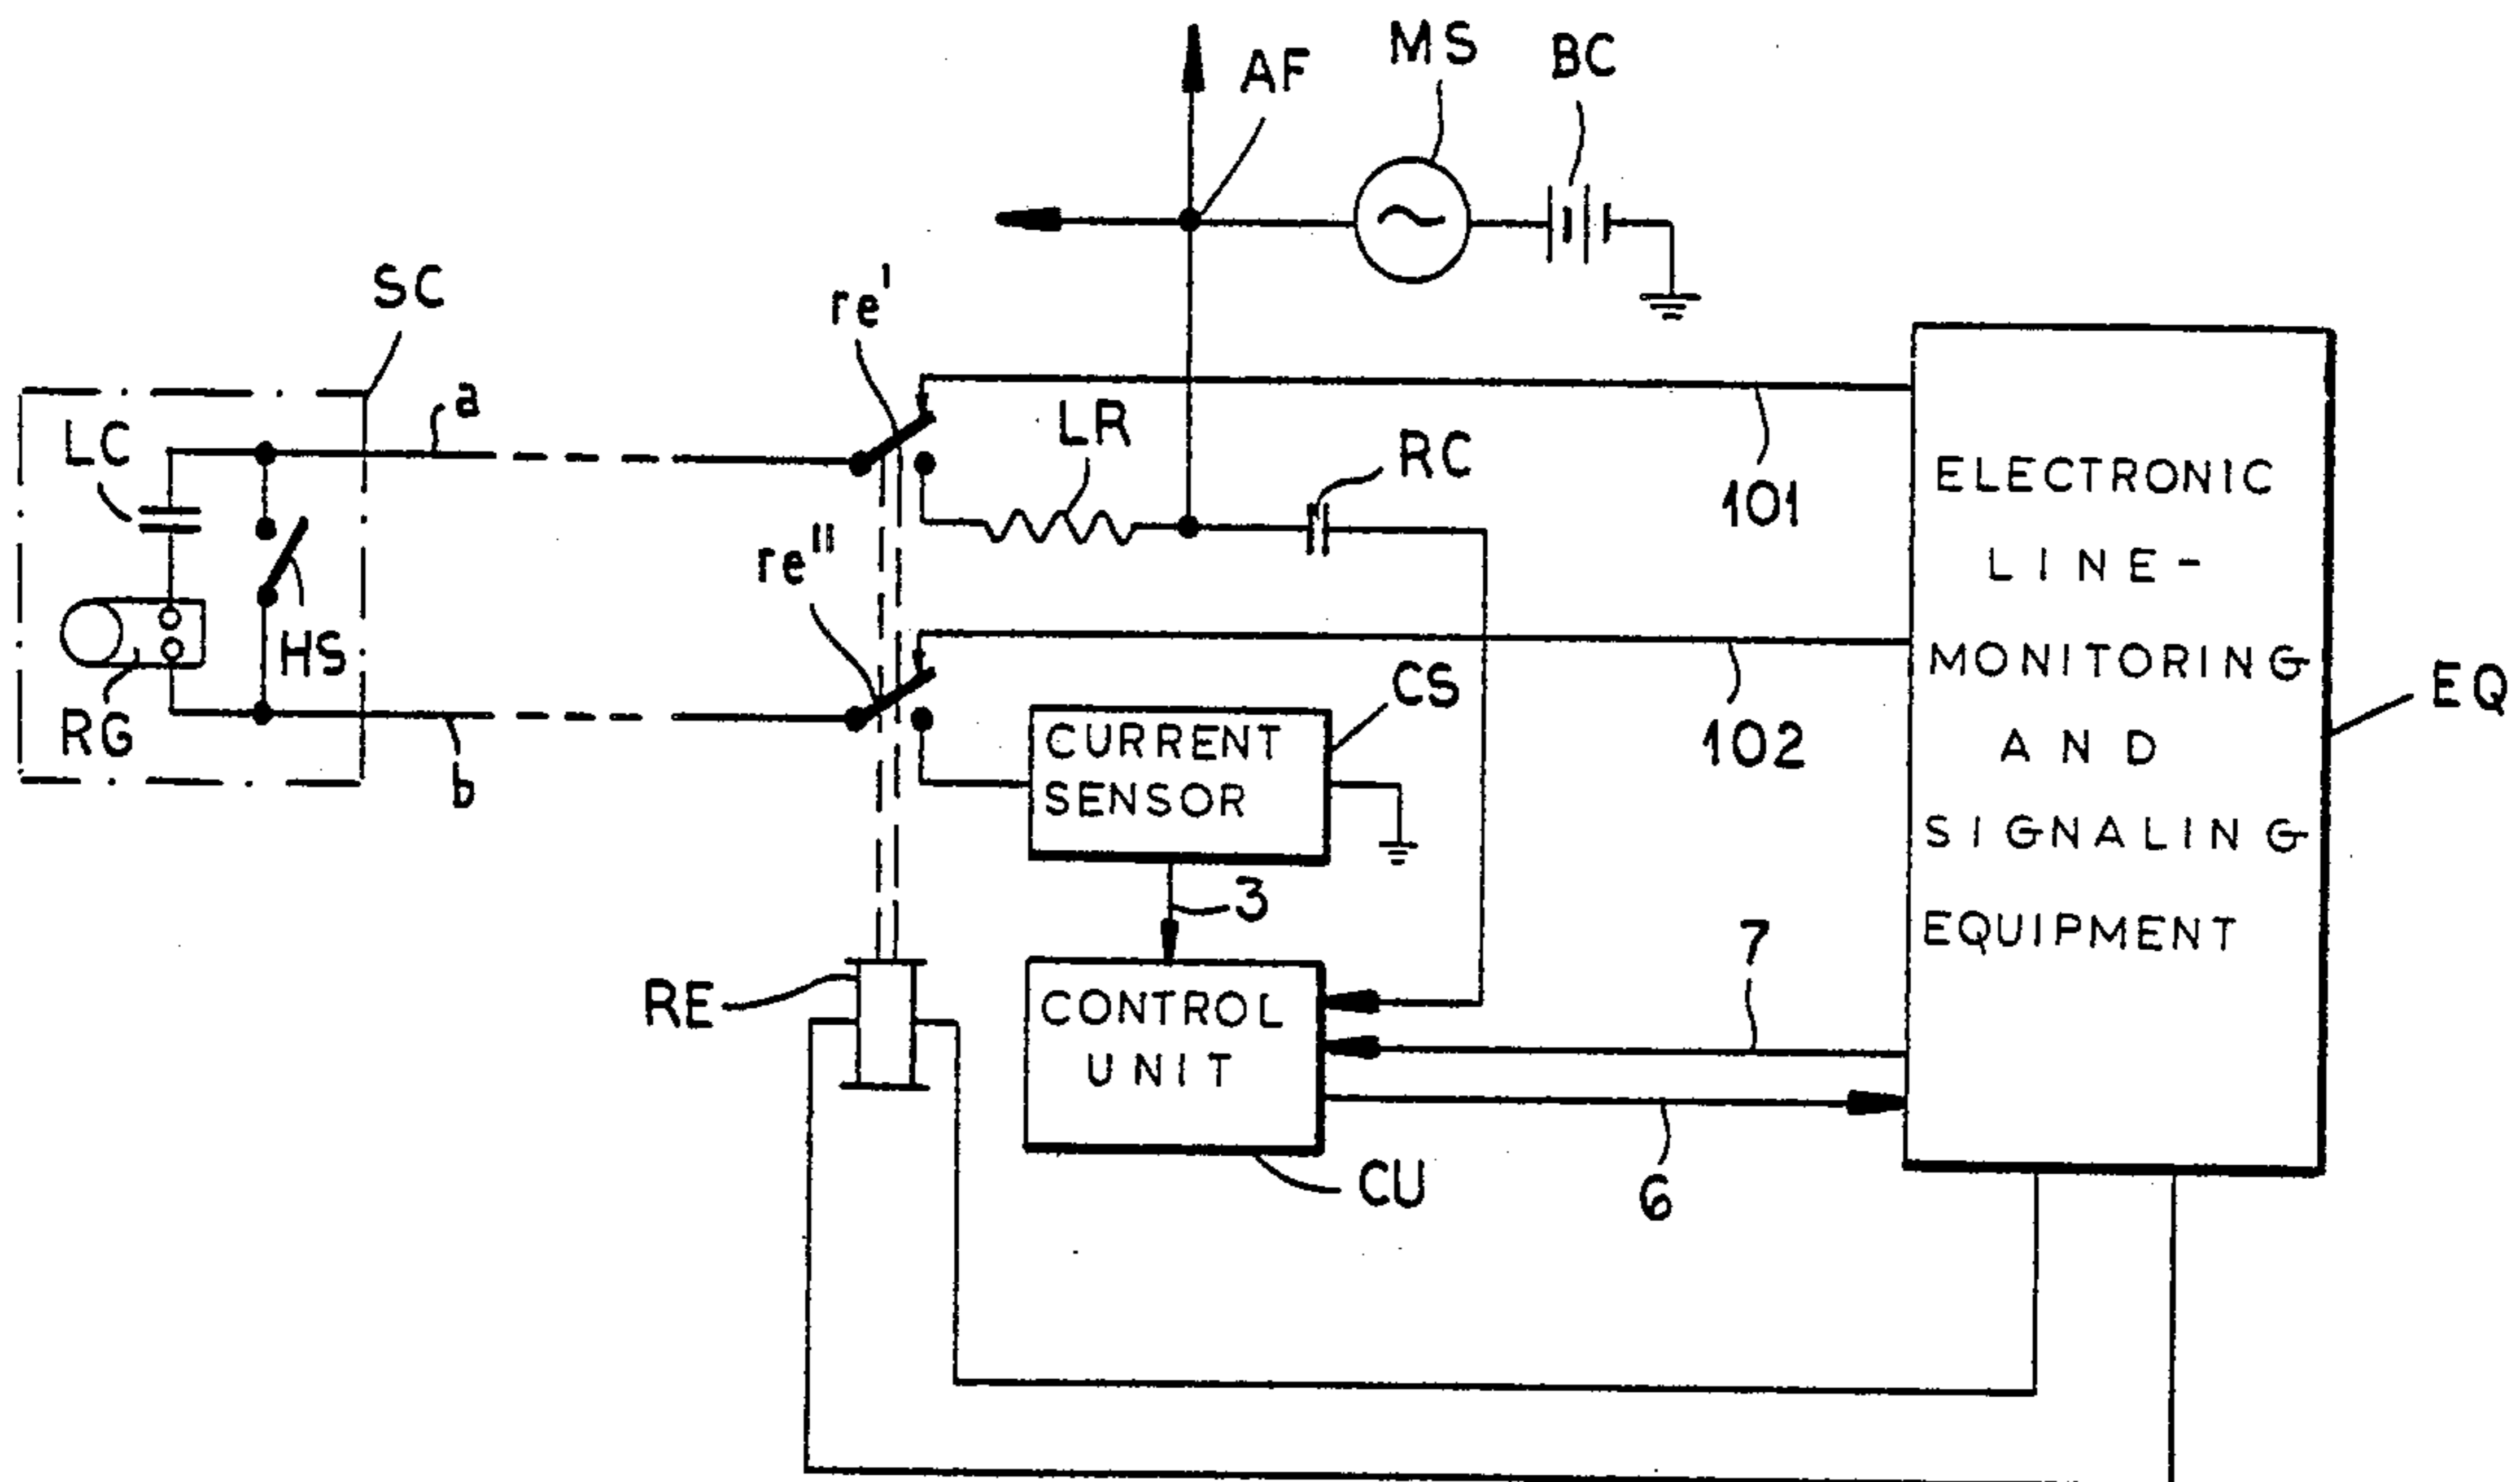 MS
BC
AF
SC
re'
a
LC
LR
RC
101
ELECTRONIC
LINE-
MONITORING
AND
SIGNALING
EQUIPMENT
re"
HS
RG
b
102
CS
EQ
CURRENT
SENSOR
3
7
RE
CONTROL
UNIT
CU
6